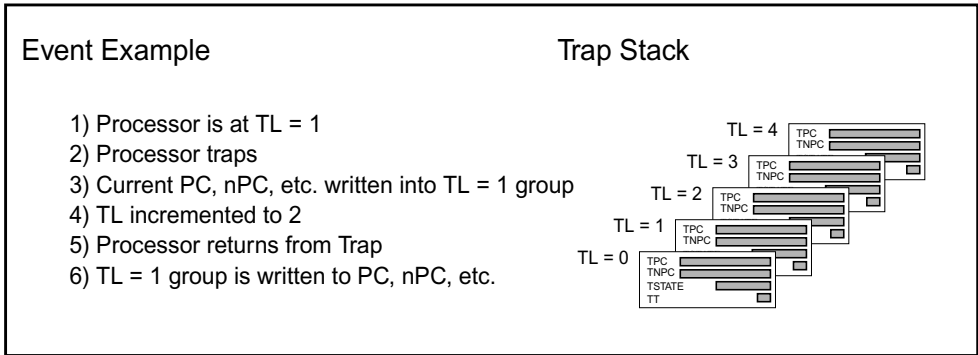 Event Example
Trap Stack
1) Processor is at TL = 1
2) Processor traps
3) Current PC, nPC, etc. written into TL = 1 group
4) TL incremented to 2
5) Processor returns from Trap
6) TL = 1 group is written to PC, nPC, etc.
TL = 4
TPC
TNPC
TL = 3
TPC
TNPC
TL = 2
TPC
TNPC
TL = 1
TPC
TNPC
TL = 0
TPC
TNPC
TSTATE
TT